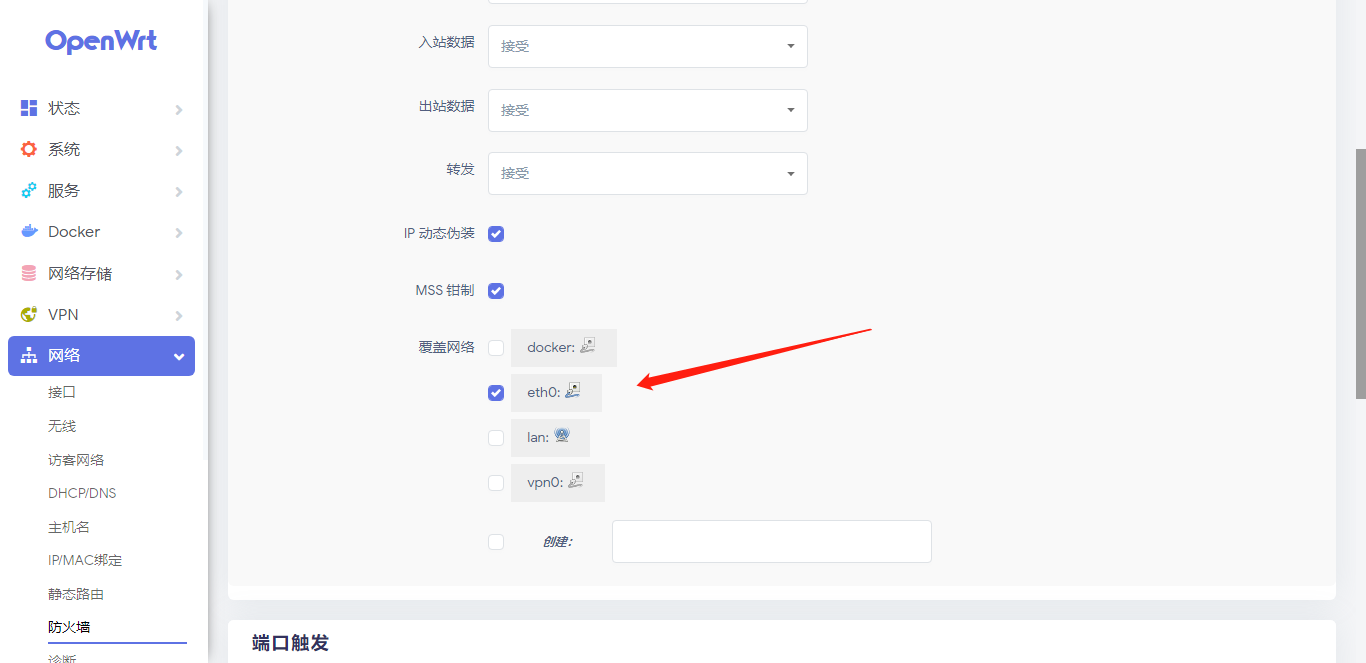 OpenWrt
状态
系统
服务
Docker
网络存储
VPN
网络
接口
无线
访客网络
DHCP/DNS
主机名
IP/MAC绑定
静态路由
防火墙
诊断
入站数据 接受
出站数据 接受
转发 接受
IP 动态伪装
MSS 钳制
覆盖网络 docker:
eth0:
lan:
vpn0:
创建:
端口触发